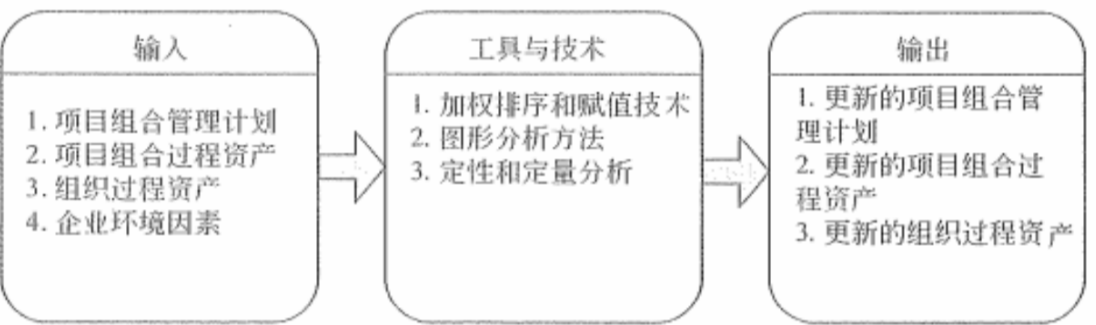 输入
1. 项目组合管理计划
2. 项目组合过程资产
3. 组织过程资产
4. 企业环境因素
工具与技术
1. 加权排序和赋值技术
2. 图形分析方法
3. 定性和定量分析
输出
1. 更新的项目组合管
理计划
2. 更新的项目组合过
程资产
3. 更新的组织过程资产